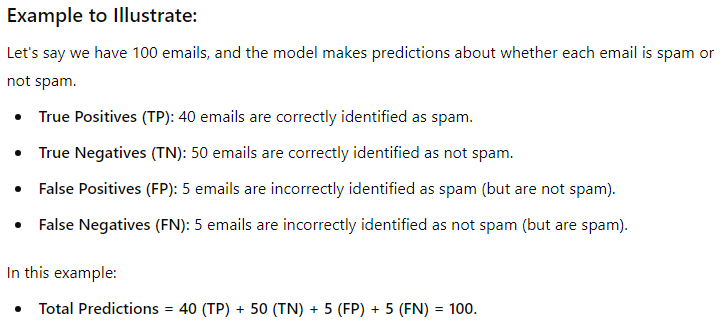 Example to Illustrate:
Let's say we have 100 emails, and the model makes predictions about whether each email is spam or
not spam.
• True Positives (TP): 40 emails are correctly identified as spam.
• True Negatives (TN): 50 emails are correctly identified as not spam.
• False Positives (FP): 5 emails are incorrectly identified as spam (but are not spam).
• False Negatives (FN): 5 emails are incorrectly identified as not spam (but are spam).
In this example:
• Total Predictions = 40 (TP) + 50 (TN) + 5 (FP) + 5 (FN) = 100.